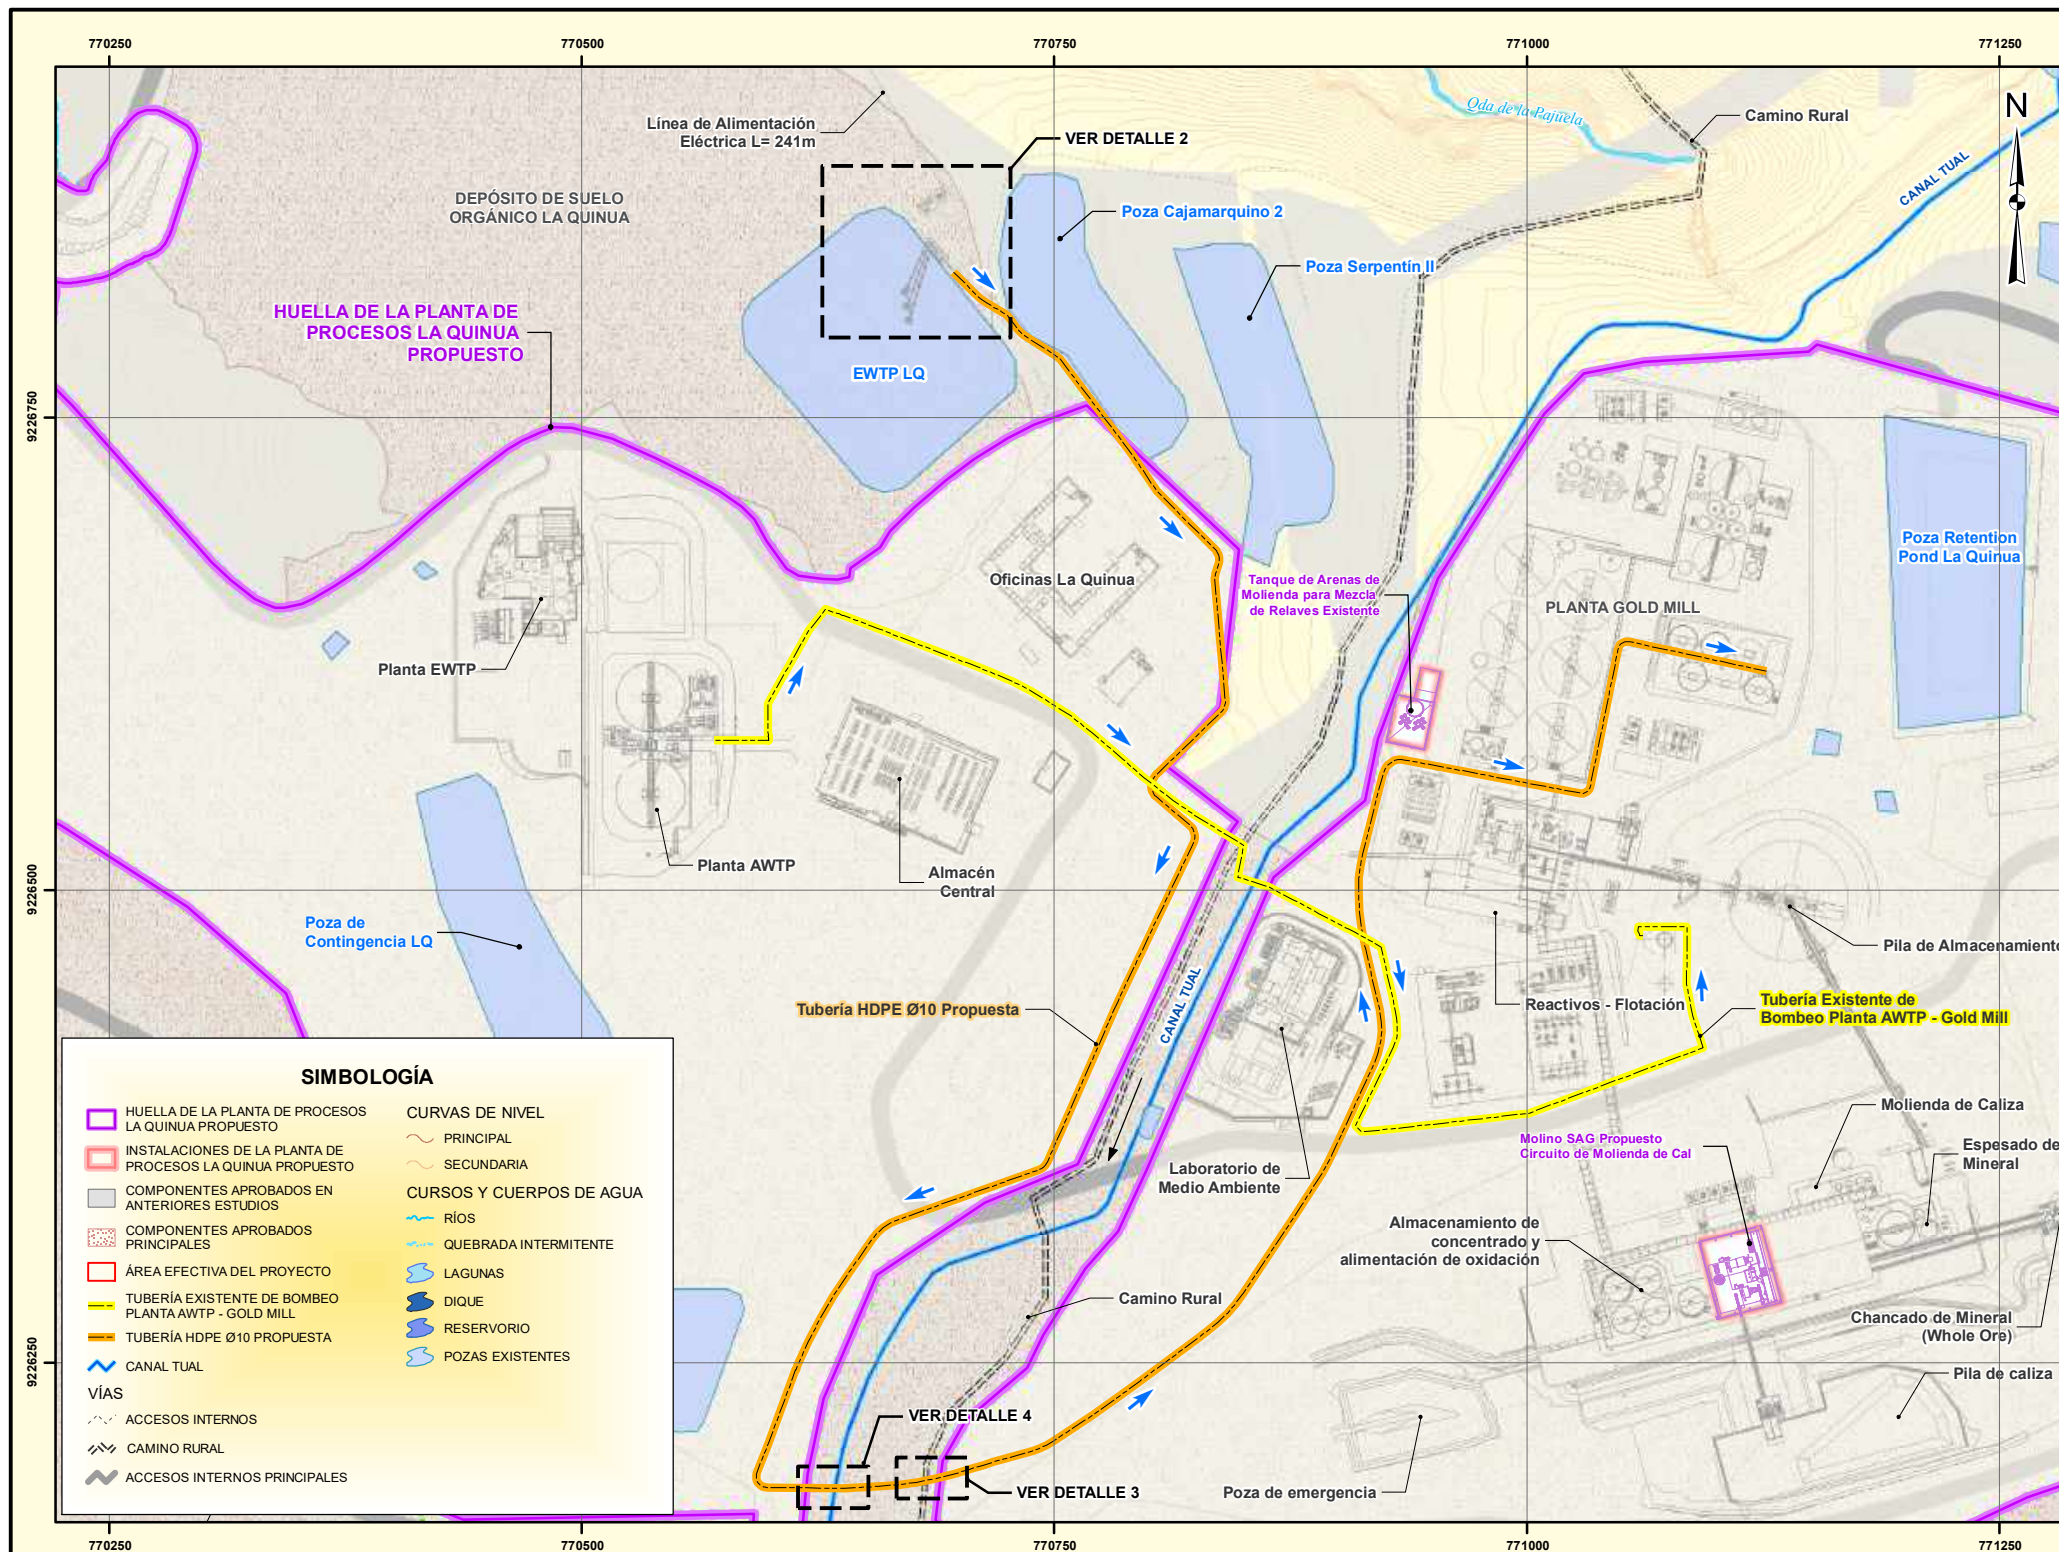 770250
770500
770750
771000
771250
9226750
9226500
9226250
N
Línea de Alimentación
Eléctrica L= 241m
VER DETALLE 2
Camino Rural
Qda de la Pajuela
CANAL TUAL
DEPÓSITO DE SUELO
ORGÁNICO LA QUINUA
Poza Cajamarquino 2
Poza Serpentín II
HUELLA DE LA PLANTA DE
PROCESOS LA QUINUA
PROPUESTO
EWTP LQ
Poza Retention
Pond La Quinua
Oficinas La Quinua
Tanque de Arenas de
Molienda para Mezcla
de Relaves Existente
PLANTA GOLD MILL
Planta EWTP
Planta AWTP
Almacén
Central
Poza de
Contingencia LQ
Pila de Almacenamiento
Tubería HDPE Ø10 Propuesta
CANAL TUAL
Reactivos - Flotación
Tubería Existente de
Bombeo Planta AWTP - Gold Mill
Molienda de Caliza
Molino SAG Propuesto
Circuito de Molienda de Cal
Espesado de
Mineral
Laboratorio de
Medio Ambiente
Almacenamiento de
concentrado y
alimentación de oxidación
Camino Rural
Chancado de Mineral
(Whole Ore)
Pila de caliza
VER DETALLE 4
VER DETALLE 3
Poza de emergencia
SIMBOLOGÍA
HUELLA DE LA PLANTA DE PROCESOS
LA QUINUA PROPUESTO
INSTALACIONES DE LA PLANTA DE
PROCESOS LA QUINUA PROPUESTO
COMPONENTES APROBADOS EN
ANTERIORES ESTUDIOS
COMPONENTES APROBADOS
PRINCIPALES
ÁREA EFECTIVA DEL PROYECTO
TUBERÍA EXISTENTE DE BOMBEO
PLANTA AWTP - GOLD MILL
TUBERÍA HDPE Ø10 PROPUESTA
CANAL TUAL
VÍAS
ACCESOS INTERNOS
CAMINO RURAL
ACCESOS INTERNOS PRINCIPALES
CURVAS DE NIVEL
PRINCIPAL
SECUNDARIA
CURSOS Y CUERPOS DE AGUA
RÍOS
QUEBRADA INTERMITENTE
LAGUNAS
DIQUE
RESERVORIO
POZAS EXISTENTES
770250
770500
770750
771000
771250